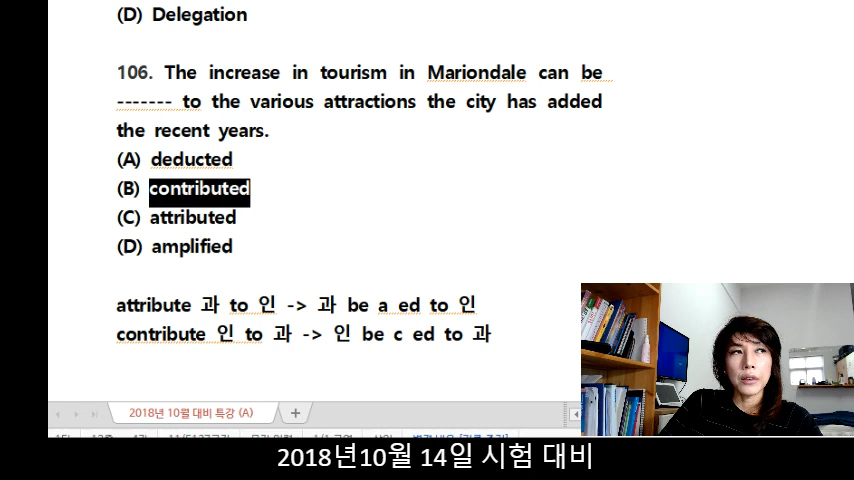 (D) Delegation
106. The increase in tourism in Mariondale can be
------- to the various attractions the city has added
the recent years.
(A) deducted
(B) contributed
(C) attributed
(D) amplified
attribute 과 to 인 -> 과 be a ed to 인
contribute 인 to 과 -> 인 be c ed to 과
2018년 10월 대비 특강 (A)
2018년10월 14일 시험 대비